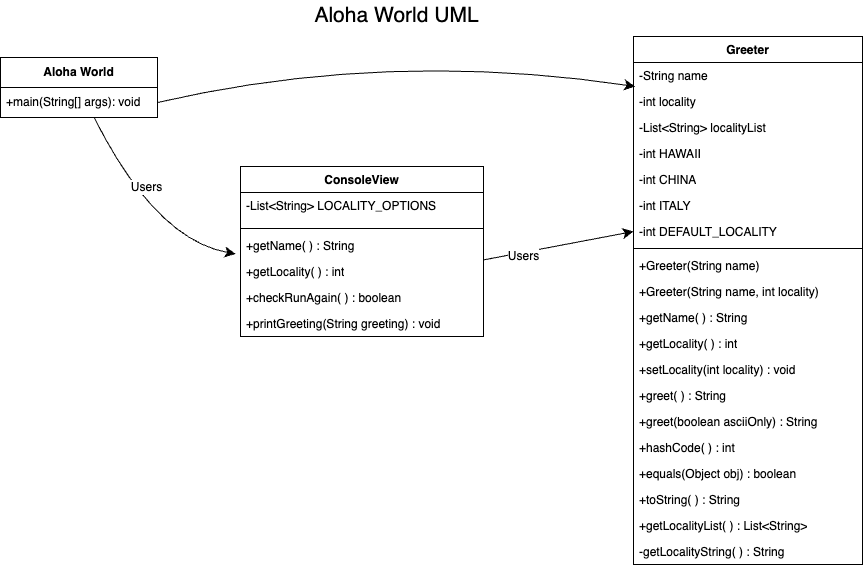 Aloha World UML
Aloha World
+main(String[] args): void
Users
ConsoleView
-List<String> LOCALITY_OPTIONS
+getName( ) : String
+getLocality( ) : int
+checkRunAgain( ) : boolean
+printGreeting(String greeting) : void
Users
Greeter
-String name
-int locality
-List<String> localityList
-int HAWAII
-int CHINA
-int ITALY
-int DEFAULT_LOCALITY
+Greeter(String name)
+Greeter(String name, int locality)
+getName( ) : String
+getLocality( ) : int
+setLocality(int locality) : void
+greet( ) : String
+greet(boolean asciiOnly) : String
+hashCode( ) : int
+equals(Object obj) : boolean
+toString( ) : String
+getLocalityList( ) : List<String>
-getLocalityString( ) : String